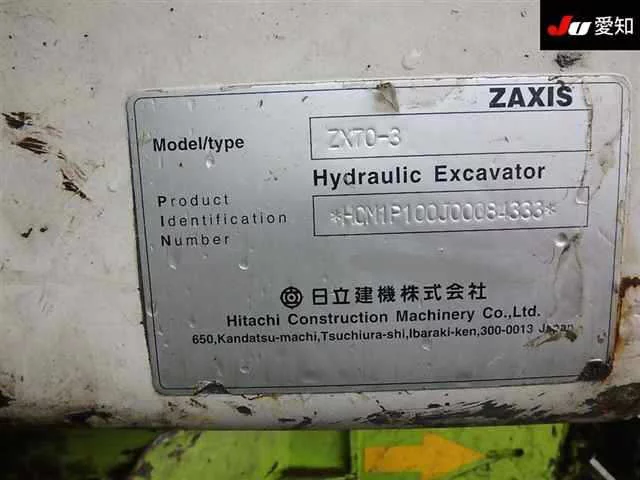 JU 愛知
ZAXIS
Model/type ZX70-3
Hydraulic Excavator
Product
Identification *HCM1P100J00084333*
Number
日立建機株式会社
Hitachi Construction Machinery Co.,Ltd.
650,Kandatsu-machi,Tsuchiura-shi,Ibaraki-ken,300-0013 Japan